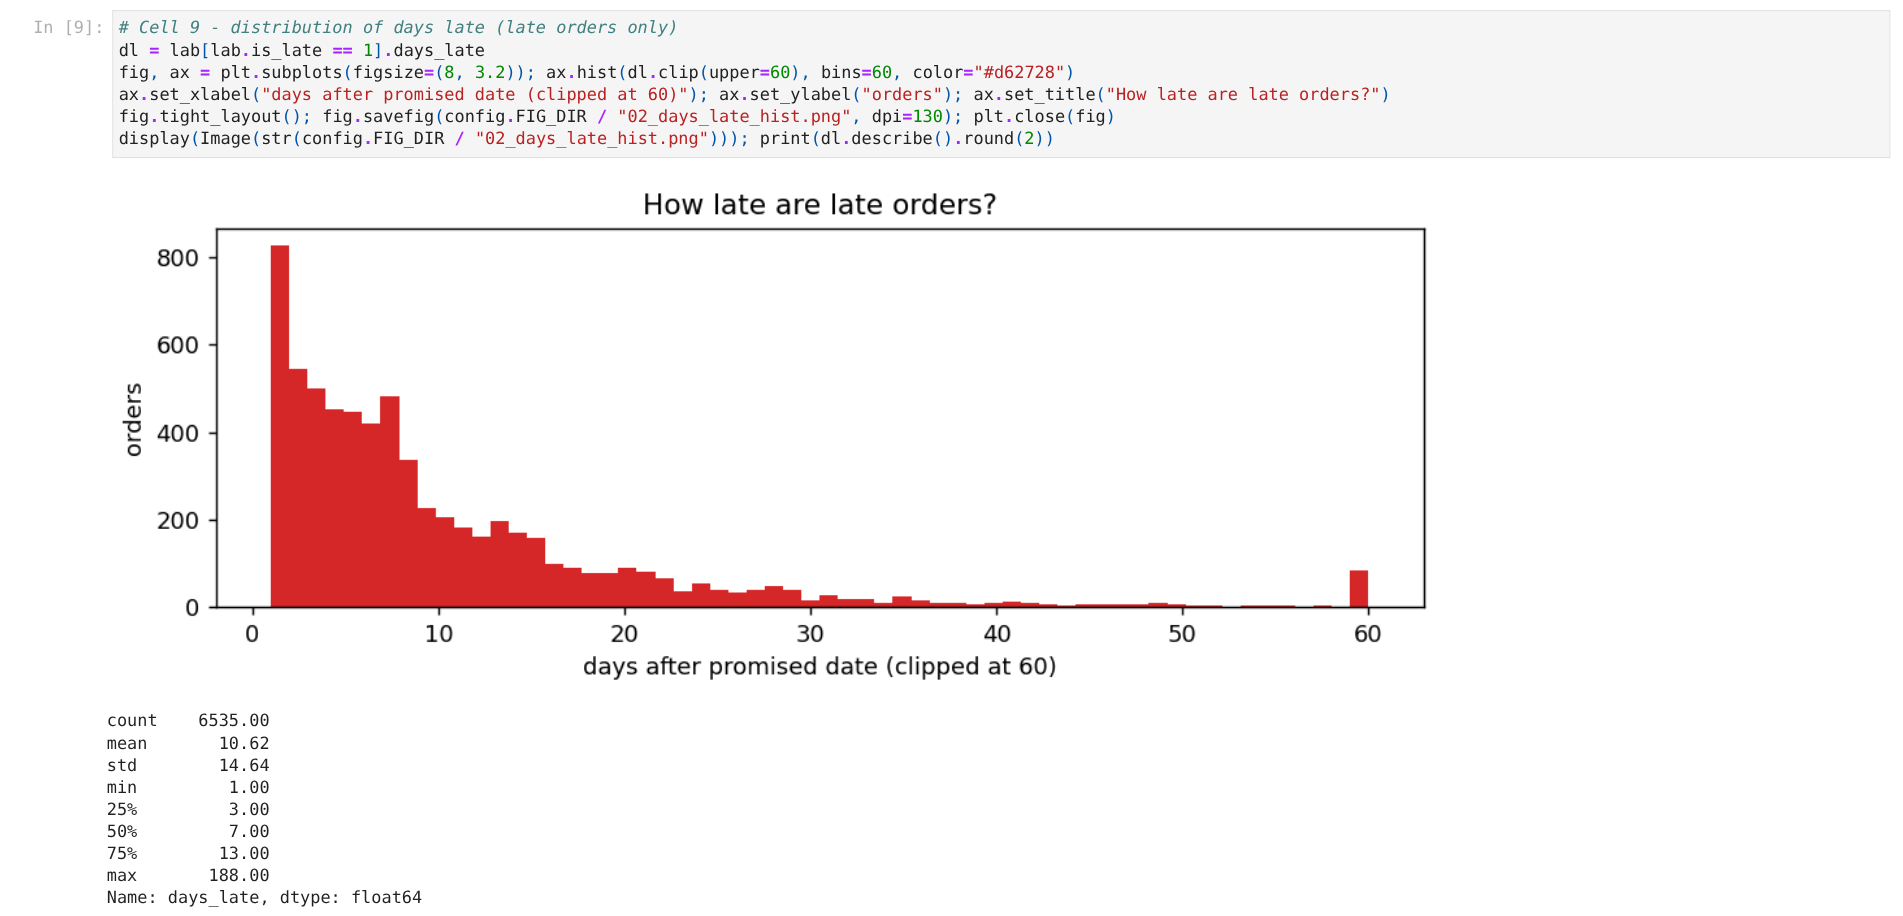 In [9]:
# Cell 9 - distribution of days late (late orders only)
dl = lab[lab.is_late == 1].days_late
fig, ax = plt.subplots(figsize=(8, 3.2)); ax.hist(dl.clip(upper=60), bins=60, color="#d62728")
ax.set_xlabel("days after promised date (clipped at 60)"); ax.set_ylabel("orders"); ax.set_title("How late are late orders?")
fig.tight_layout(); fig.savefig(config.FIG_DIR / "02_days_late_hist.png", dpi=130); plt.close(fig)
display(Image(str(config.FIG_DIR / "02_days_late_hist.png"))); print(dl.describe().round(2))
How late are late orders?
800
600
400
200
0
orders
0 10 20 30 40 50 60
days after promised date (clipped at 60)
count 6535.00
mean 10.62
std 14.64
min 1.00
25% 3.00
50% 7.00
75% 13.00
max 188.00
Name: days_late, dtype: float64